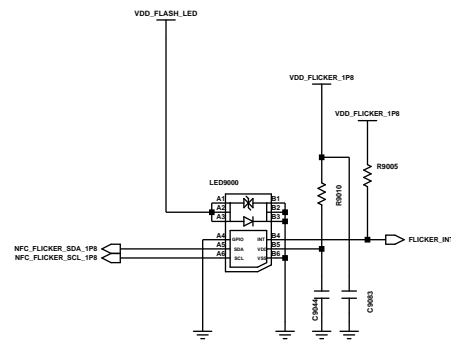 VDD_FLASH_LED
VDD_FLICKER_1P8
VDD_FLICKER_1P8
R9005
LED9000
R9010
A1 B1
A2 B2
A3 B3
A4 GPIO INT B4
NFC_FLICKER_SDA_1P8 A5 SDA VDD B5
NFC_FLICKER_SCL_1P8 A6 SCL VSS B6
FLICKER_INT
C9044
C9083